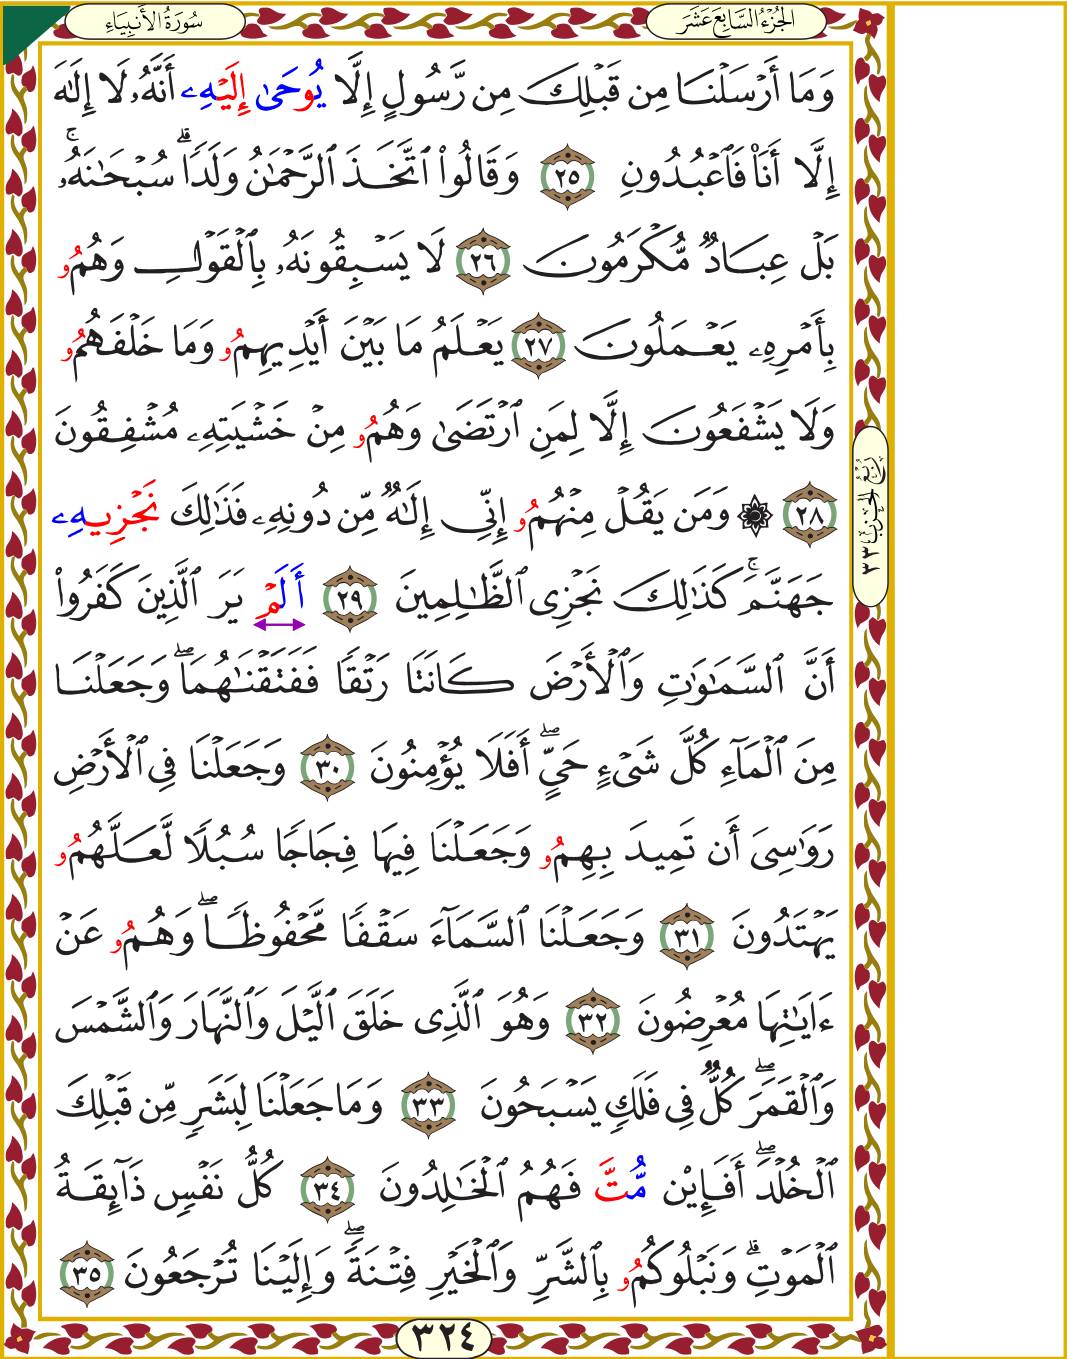 الجُزْءُ السَّابِعَ عَشَرَ
سُورَةُ الأَنبِيَاءِ
وَمَآ أَرۡسَلۡنَا مِن قَبۡلِكَ مِن رَّسُولٍ إِلَّا يُوحَىٰ إِلَيۡهِۦ أَنَّهُۥ لَآ إِلَٰهَ
إِلَّآ أَنَا۠ فَٱعۡبُدُونِ ٢٥ وَقَالُواْ ٱتَّخَذَ ٱلرَّحۡمَٰنُ وَلَدٗاۗ سُبۡحَٰنَهُۥۚ
بَلۡ عِبَادٞ مُّكۡرَمُونَ ٢٦ لَا يَسۡبِقُونَهُۥ بِٱلۡقَوۡلِ وَهُمُۥ
بِأَمۡرِهِۦ يَعۡمَلُونَ ٢٧ يَعۡلَمُ مَا بَيۡنَ أَيۡدِيهِمُۥ وَمَا خَلۡفَهُمُۥ
وَلَا يَشۡفَعُونَ إِلَّا لِمَنِ ٱرۡتَضَىٰ وَهُمُۥ مِنۡ خَشۡيَتِهِۦ مُشۡفِقُونَ
٢٨ ۞ وَمَن يَقُلۡ مِنۡهُمُۥ إِنِّي إِلَٰهٞ مِّن دُونِهِۦ فَذَٰلِكَ نَجۡزِيهِۦ
جَهَنَّمَۚ كَذَٰلِكَ نَجۡزِي ٱلظَّٰلِمِينَ ٢٩ أَلَمۡ يَرَ ٱلَّذِينَ كَفَرُواْ
أَنَّ ٱلسَّمَٰوَٰتِ وَٱلۡأَرۡضَ كَانَتَا رَتۡقٗا فَفَتَقۡنَٰهُمَاۖ وَجَعَلۡنَا
مِنَ ٱلۡمَآءِ كُلَّ شَيۡءٍ حَيٍّۖ أَفَلَا يُؤۡمِنُونَ ٣٠ وَجَعَلۡنَا فِي ٱلۡأَرۡضِ
رَوَٰسِيَ أَن تَمِيدَ بِهِمُۥ وَجَعَلۡنَا فِيهَا فِجَاجٗا سُبُلٗا لَّعَلَّهُمُۥ
يَهۡتَدُونَ ٣١ وَجَعَلۡنَا ٱلسَّمَآءَ سَقۡفٗا مَّحۡفُوظٗاۖ وَهُمُۥ عَنۡ
ءَايَٰتِهَا مُعۡرِضُونَ ٣٢ وَهُوَ ٱلَّذِي خَلَقَ ٱلَّيۡلَ وَٱلنَّهَارَ وَٱلشَّمۡسَ
وَٱلۡقَمَرَۖ كُلّٞ فِي فَلَكٖ يَسۡبَحُونَ ٣٣ وَمَا جَعَلۡنَا لِبَشَرٖ مِّن قَبۡلِكَ
ٱلۡخُلۡدَۖ أَفَإِيْن مُّتَّ فَهُمُ ٱلۡخَٰلِدُونَ ٣٤ كُلُّ نَفۡسٖ ذَآئِقَةُ
ٱلۡمَوۡتِۗ وَنَبۡلُوكُمُۥ بِٱلشَّرِّ وَٱلۡخَيۡرِ فِتۡنَةٗۖ وَإِلَيۡنَا تُرۡجَعُونَ ٣٥
رُبْعُ الحِزْبِ ٣٣
٣٢٤